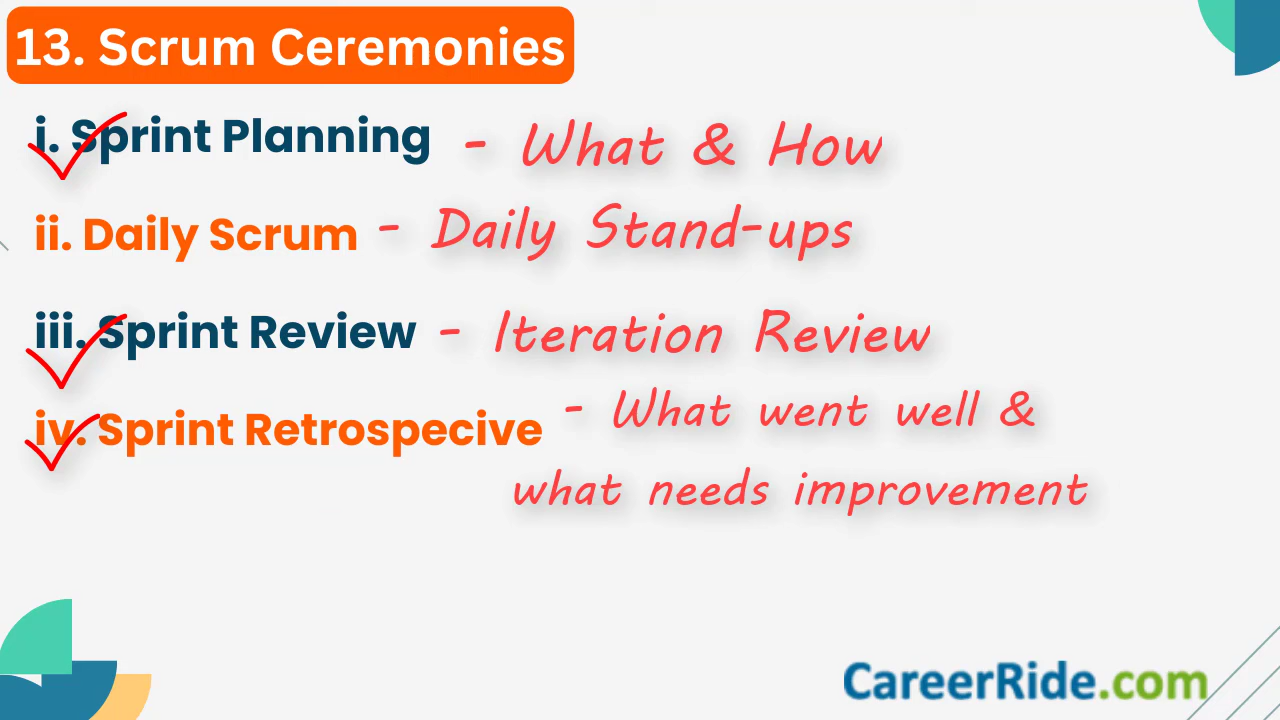 13. Scrum Ceremonies
i. Sprint Planning - What & How
ii. Daily Scrum - Daily Stand-ups
iii. Sprint Review - Iteration Review
iv. Sprint Retrospecive - What went well &
what needs improvement
CareerRide.com